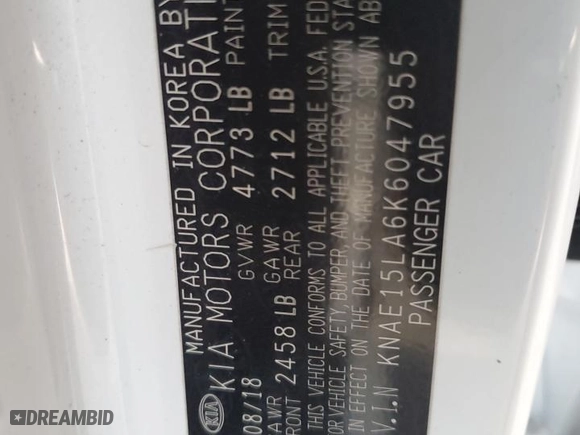 MANUFACTURED IN KOREA BY
KIA KIA MOTORS CORPORATI
08/18 GVWR 4773 LB PAINT
GAWR FRONT 2458 LB GAWR REAR 2712 LB TRIM
THIS VEHICLE CONFORMS TO ALL APPLICABLE U.S.A. FED
OR VEHICLE SAFETY, BUMPER, AND THEFT PREVENTION STA
IN EFFECT ON THE DATE OF MANUFACTURE SHOWN AB
V.I.N KNAE15LA6K6047955
PASSENGER CAR
DREAMBID